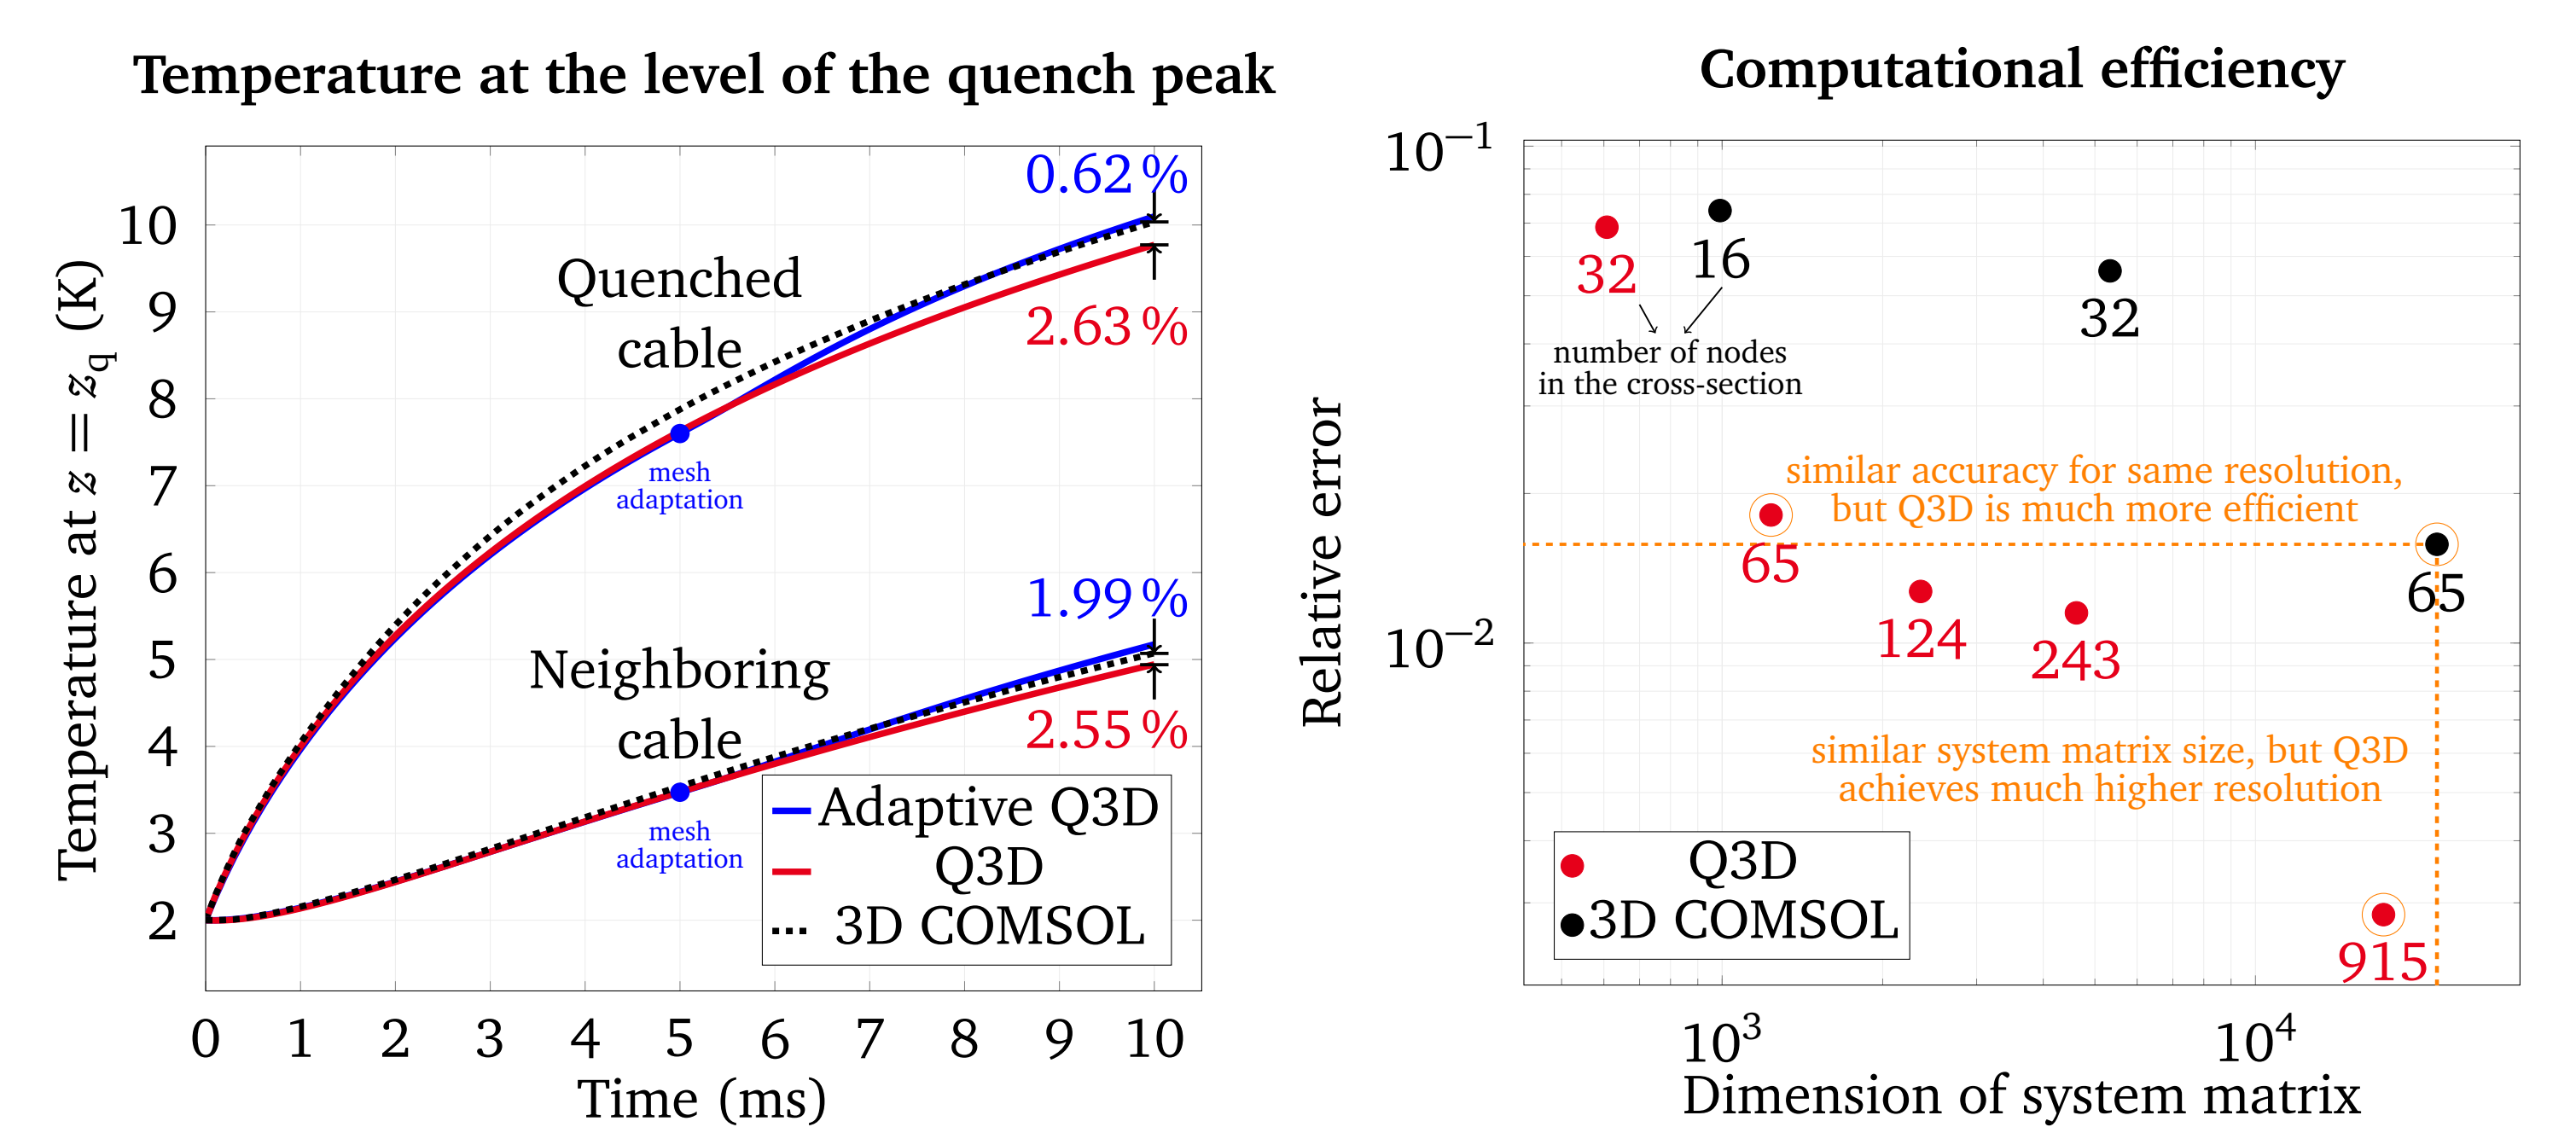 Temperature at the level of the quench peak
Temperature at z = z_q (K)
10
9
8
7
6
5
4
3
2
0 1 2 3 4 5 6 7 8 9 10
Time (ms)
0.62 %
Quenched
cable
2.63 %
mesh
adaptation
1.99 %
Neighboring
cable
2.55 %
mesh
adaptation
Adaptive Q3D
Q3D
3D COMSOL
Computational efficiency
Relative error
10⁻¹
10⁻²
10³ 10⁴
Dimension of system matrix
32
16
32
number of nodes
in the cross-section
similar accuracy for same resolution,
but Q3D is much more efficient
65
65
124
243
similar system matrix size, but Q3D
achieves much higher resolution
915
Q3D
3D COMSOL